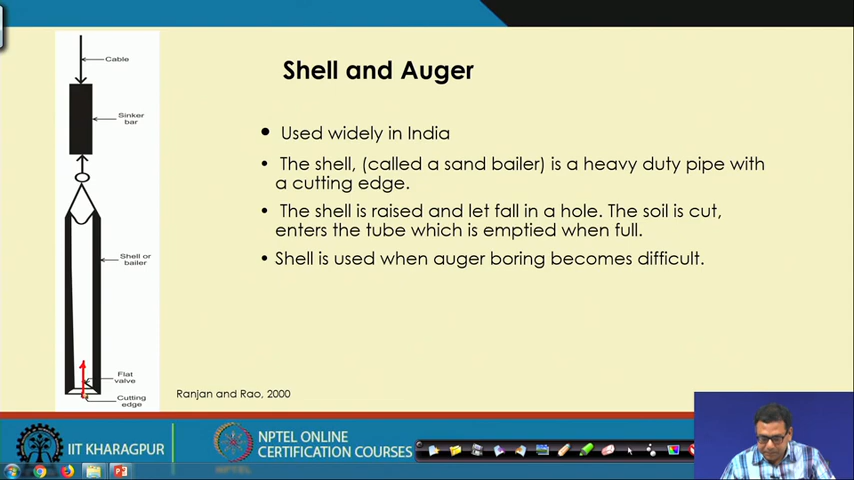 Shell and Auger
Cable
Sinker
bar
Shell or
bailer
Flat
valve
Cutting
edge
• Used widely in India
• The shell, (called a sand bailer) is a heavy duty pipe with
a cutting edge.
• The shell is raised and let fall in a hole. The soil is cut,
enters the tube which is emptied when full.
• Shell is used when auger boring becomes difficult.
Ranjan and Rao, 2000
IIT KHARAGPUR
NPTEL ONLINE
CERTIFICATION COURSES
NPTEL